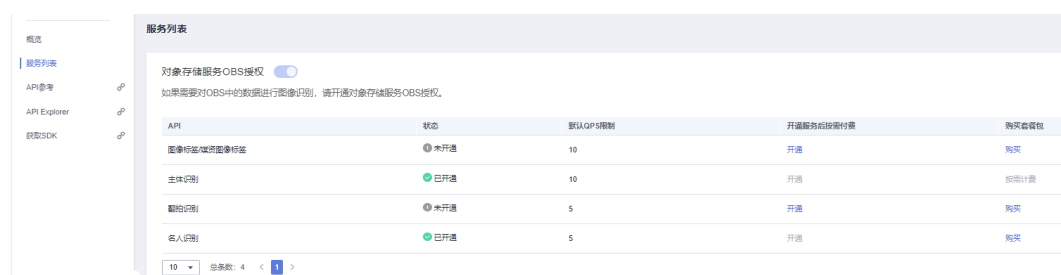 服务列表
概览
服务列表
API参考
API Explorer
获取SDK
对象存储服务OBS授权
如果需要对OBS中的数据进行图像识别，请开通对象存储服务OBS授权。
API 状态 默认QPS限制 开通服务后按需付费 购买套餐包
图像标签/媒资图像标签 未开通 10 开通 购买
主体识别 已开通 10 开通 按需计费
翻拍识别 未开通 5 开通 购买
名人识别 已开通 5 开通 购买
10 总条数: 4 < 1 >